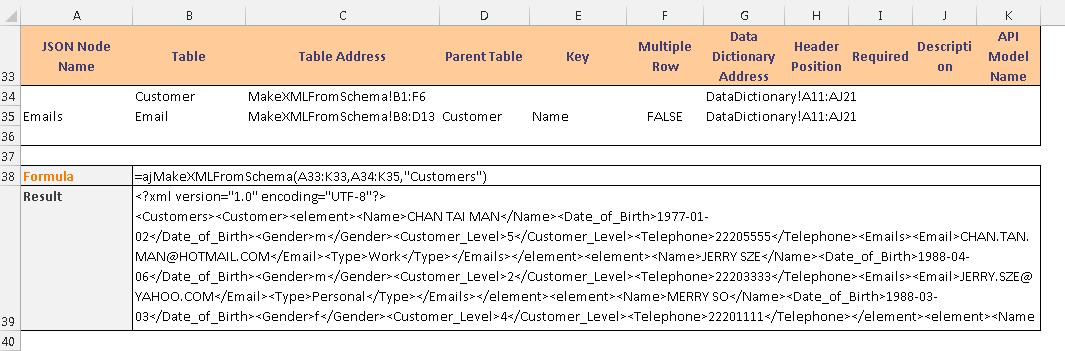 A B C D E F G H I J K
33 JSON Node Name Table Table Address Parent Table Key Multiple Row Data Dictionary Address Header Position Required Descripti on API Model Name
34 Customer MakeXMLFromSchema!B1:F6 DataDictionary!A11:AJ21
35 Emails Email MakeXMLFromSchema!B8:D13 Customer Name FALSE DataDictionary!A11:AJ21
36
37
38 Formula =ajMakeXMLFromSchema(A33:K33,A34:K35,"Customers")
Result <?xml version="1.0" encoding="UTF-8"?>
<Customers><Customer><element><Name>CHAN TAI MAN</Name><Date_of_Birth>1977-01-
02</Date_of_Birth><Gender>m</Gender><Customer_Level>5</Customer_Level><Telephone>22205555</Telephone><Emails><Email>CHAN.TAN.
MAN@HOTMAIL.COM</Email><Type>Work</Type></Emails></element><element><Name>JERRY SZE</Name><Date_of_Birth>1988-04-
06</Date_of_Birth><Gender>m</Gender><Customer_Level>2</Customer_Level><Telephone>22203333</Telephone><Emails><Email>JERRY.SZE@
YAHOO.COM</Email><Type>Personal</Type></Emails></element><element><Name>MERRY SO</Name><Date_of_Birth>1988-03-
39 03</Date_of_Birth><Gender>f</Gender><Customer_Level>4</Customer_Level><Telephone>22201111</Telephone></element><element><Name
40